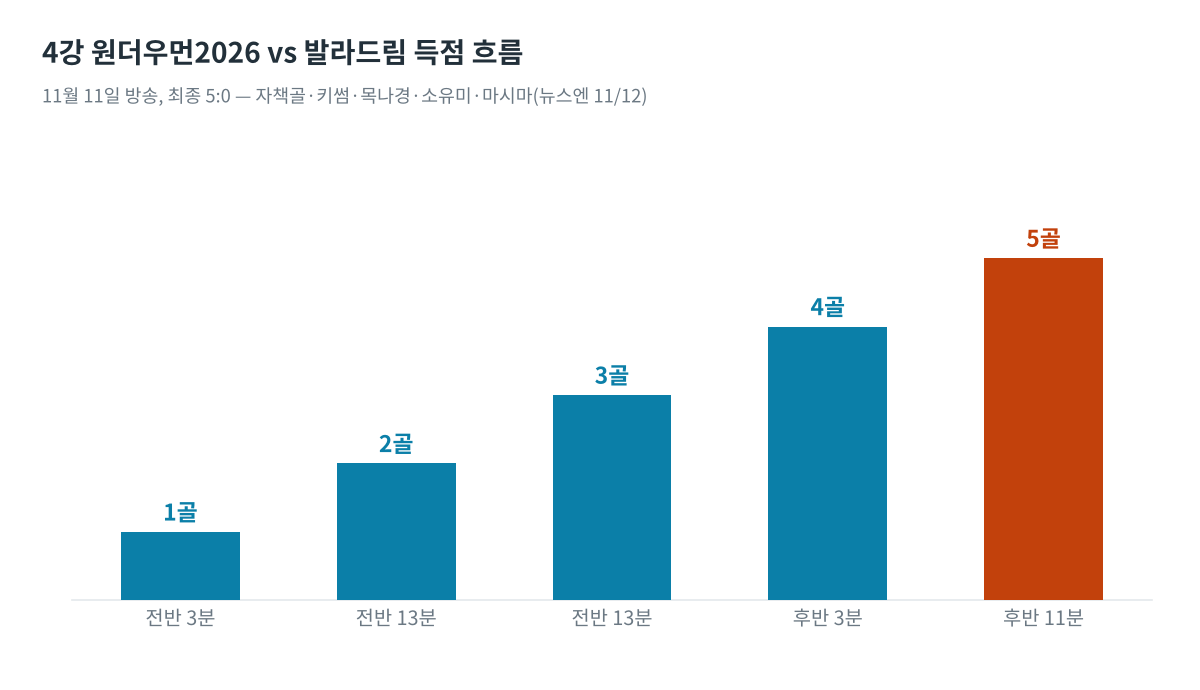 4강 원더우먼2026 vs 발라드림 득점 흐름
11월 11일 방송, 최종 5:0 — 자책골·키썸·목나경·소유미·마시마(뉴스엔 11/12)
5골
4골
3골
2골
1골
전반 3분 전반 13분 전반 13분 후반 3분 후반 11분